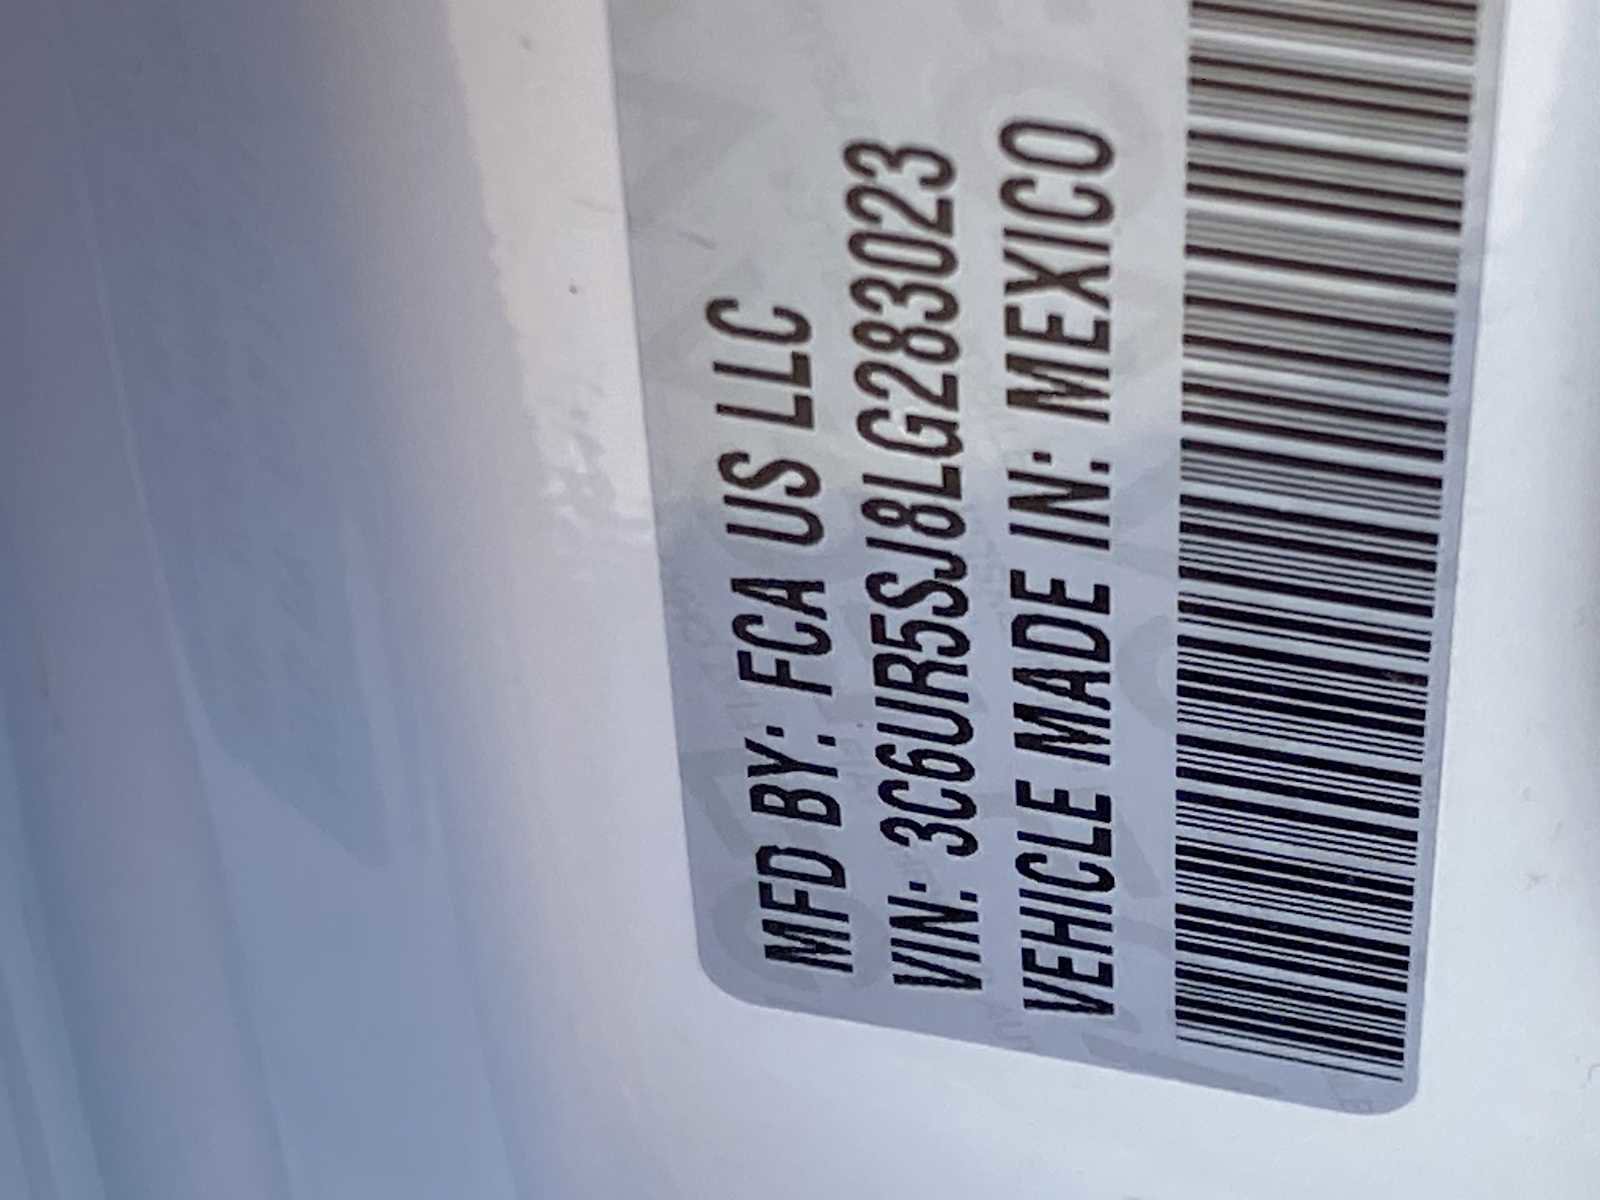 MFD BY: FCA US LLC
VIN: 3C6UR5SJ8LG283023
VEHICLE MADE IN: MEXICO